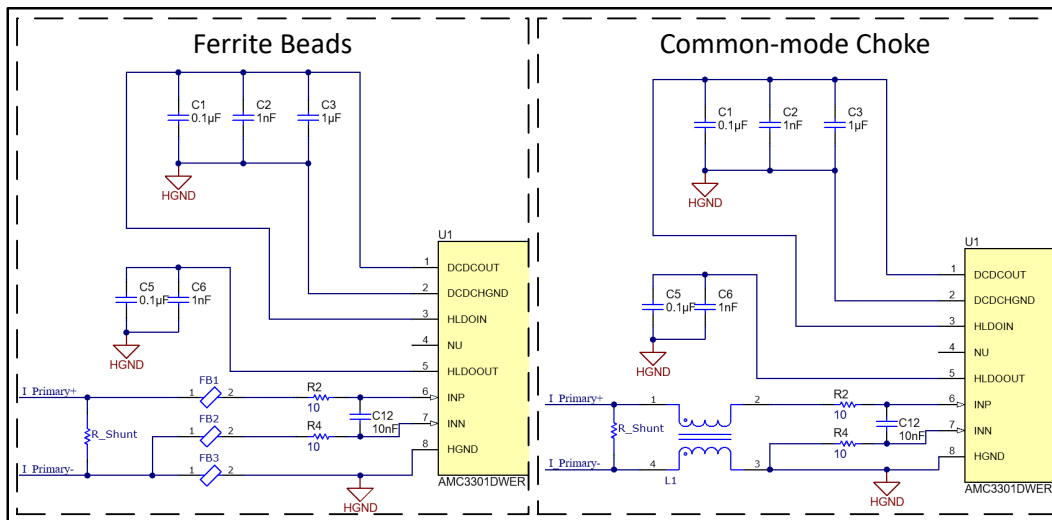 Ferrite Beads
C1
0.1µF
C2
1nF
C3
1µF
HGND
U1
1 DCDCOUT
2 DCDCHGND
3 HLDOIN
4 NU
5 HLDOOUT
6 INP
7 INN
8 HGND
AMC3301DWER
C5
0.1µF
C6
1nF
HGND
I_Primary+
R_Shunt
I_Primary-
1 FB1 2
1 FB2 2
1 FB3 2
R2
10
R4
10
C12
10nF
HGND
Common-mode Choke
C1
0.1µF
C2
1nF
C3
1µF
HGND
U1
1 DCDCOUT
2 DCDCHGND
3 HLDOIN
4 NU
5 HLDOOUT
6 INP
7 INN
8 HGND
AMC3301DWER
C5
0.1µF
C6
1nF
HGND
I_Primary+
R_Shunt
I_Primary-
1 2
4 3
L1
R2
10
R4
10
C12
10nF
HGND